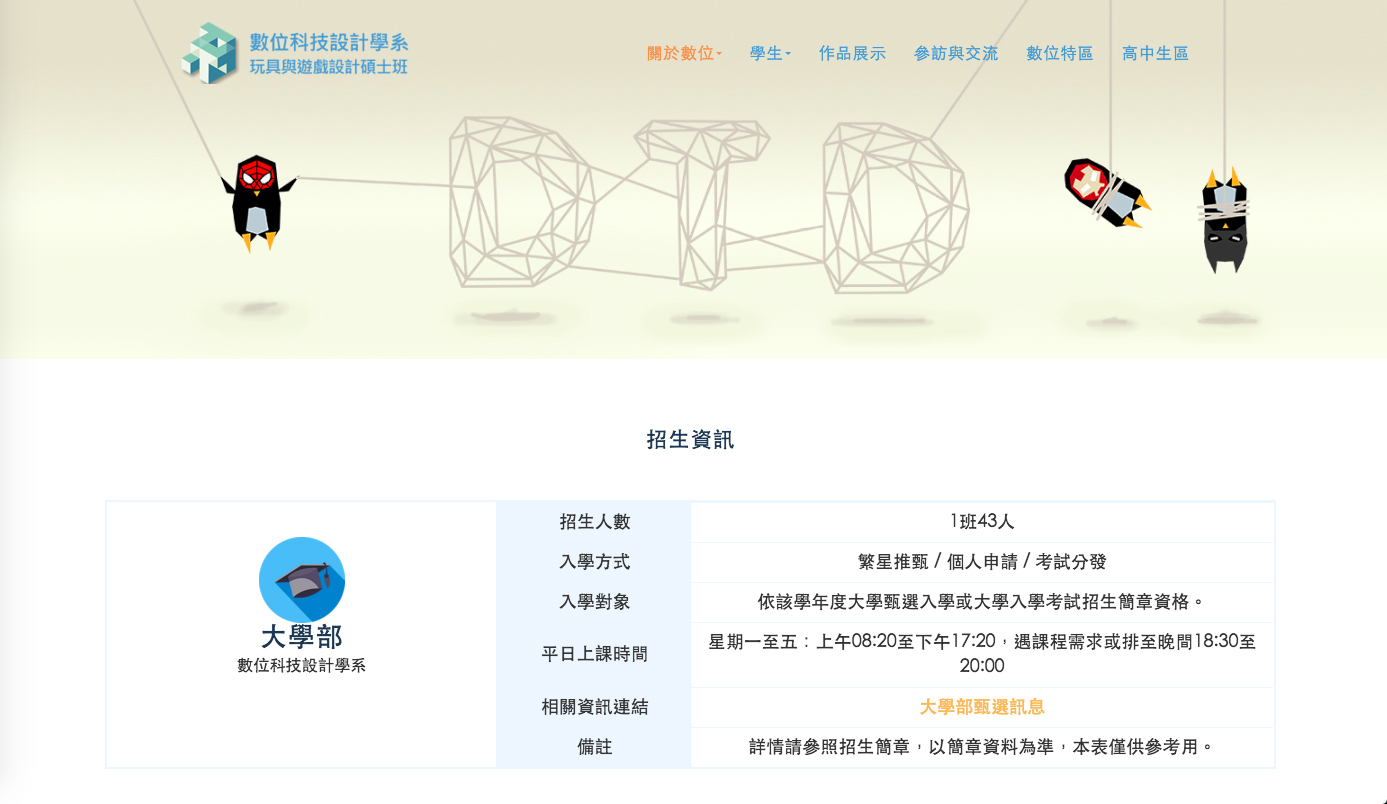 數位科技設計學系
玩具與遊戲設計碩士班
關於數位
學生
作品展示
參訪與交流
數位特區
高中生區
DTD
招生資訊
大學部
數位科技設計學系
招生人數
1班43人
入學方式
繁星推甄 / 個人申請 / 考試分發
入學對象
依該學年度大學甄選入學或大學入學考試招生簡章資格。
平日上課時間
星期一至五：上午08:20至下午17:20，遇課程需求或排至晚間18:30至
20:00
相關資訊連結
大學部甄選訊息
備註
詳情請參照招生簡章，以簡章資料為準，本表僅供參考用。